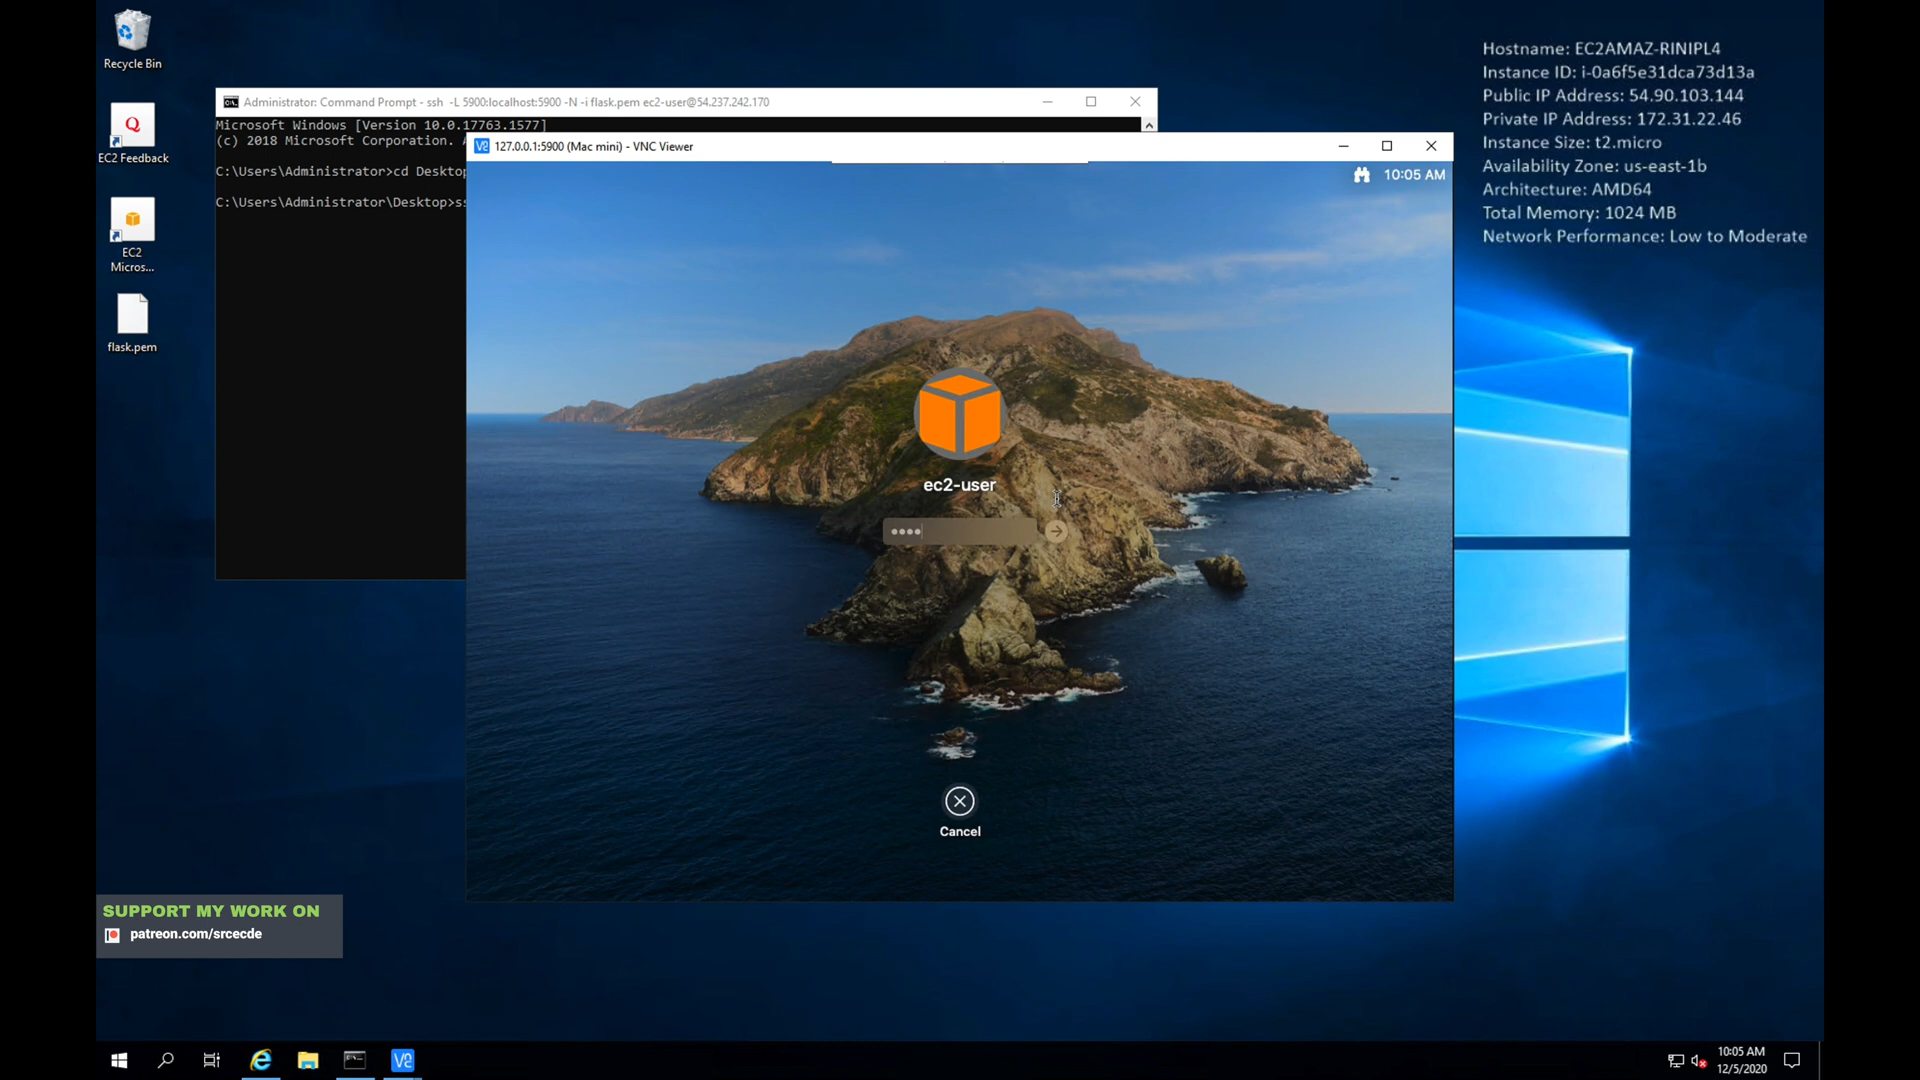 Recycle Bin
EC2 Feedback
EC2
Micros...
flask.pem
Administrator: Command Prompt - ssh -L 5900:localhost:5900 -N -i flask.pem ec2-user@54.237.242.170
Microsoft Windows [Version 10.0.17763.1577]
(c) 2018 Microsoft Corporation.
C:\Users\Administrator>cd Desktop
C:\Users\Administrator\Desktop>ss
127.0.0.1:5900 (Mac mini) - VNC Viewer
10:05 AM
ec2-user
Cancel
Hostname: EC2AMAZ-RINIPL4
Instance ID: i-0a6f5e31dca73d13a
Public IP Address: 54.90.103.144
Private IP Address: 172.31.22.46
Instance Size: t2.micro
Availability Zone: us-east-1b
Architecture: AMD64
Total Memory: 1024 MB
Network Performance: Low to Moderate
SUPPORT MY WORK ON
patreon.com/srcecde
10:05 AM
12/5/2020